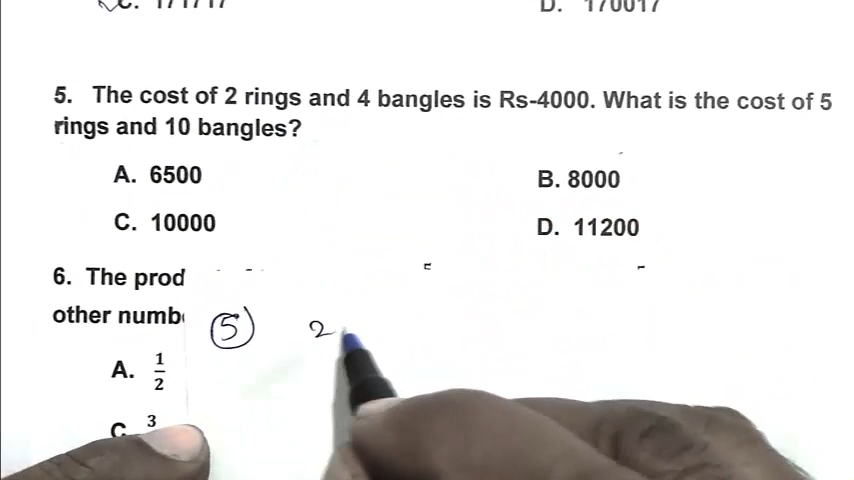 C. 171717
D. 170017
5. The cost of 2 rings and 4 bangles is Rs-4000. What is the cost of 5
rings and 10 bangles?
A. 6500
B. 8000
C. 10000
D. 11200
6. The prod
other numb
5 2
A. 1/2
C 3